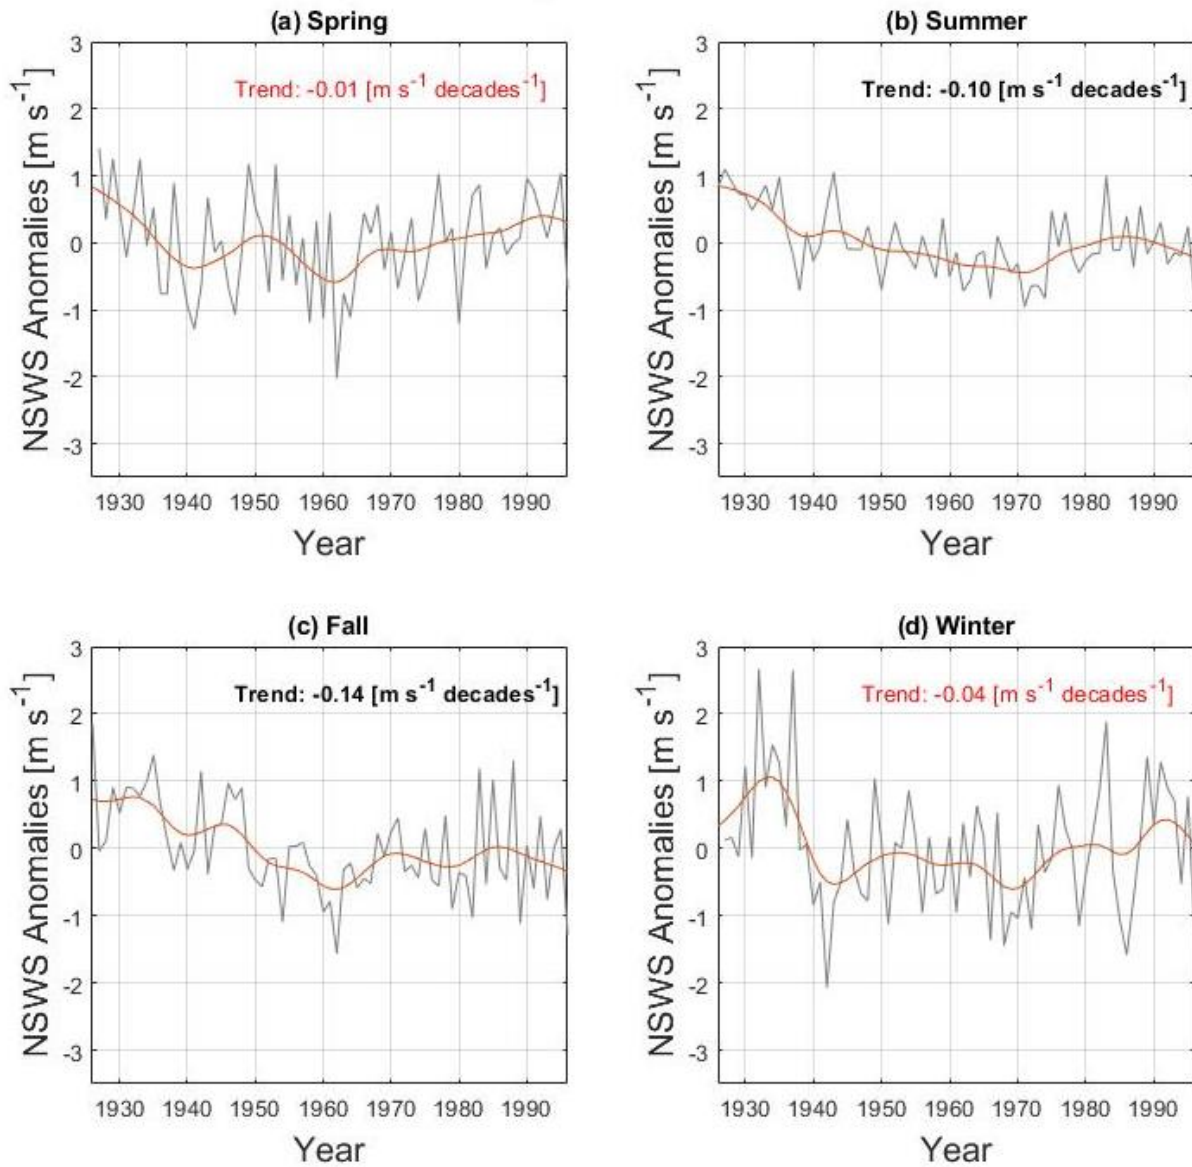 (a) Spring
3
2
1
0
-1
-2
-3
NSWS Anomalies [m s⁻¹]
Trend: -0.01 [m s⁻¹ decades⁻¹]
1930 1940 1950 1960 1970 1980 1990
Year
(b) Summer
3
2
1
0
-1
-2
-3
NSWS Anomalies [m s⁻¹]
Trend: -0.10 [m s⁻¹ decades⁻¹]
1930 1940 1950 1960 1970 1980 1990
Year
(c) Fall
3
2
1
0
-1
-2
-3
NSWS Anomalies [m s⁻¹]
Trend: -0.14 [m s⁻¹ decades⁻¹]
1930 1940 1950 1960 1970 1980 1990
Year
(d) Winter
3
2
1
0
-1
-2
-3
NSWS Anomalies [m s⁻¹]
Trend: -0.04 [m s⁻¹ decades⁻¹]
1930 1940 1950 1960 1970 1980 1990
Year